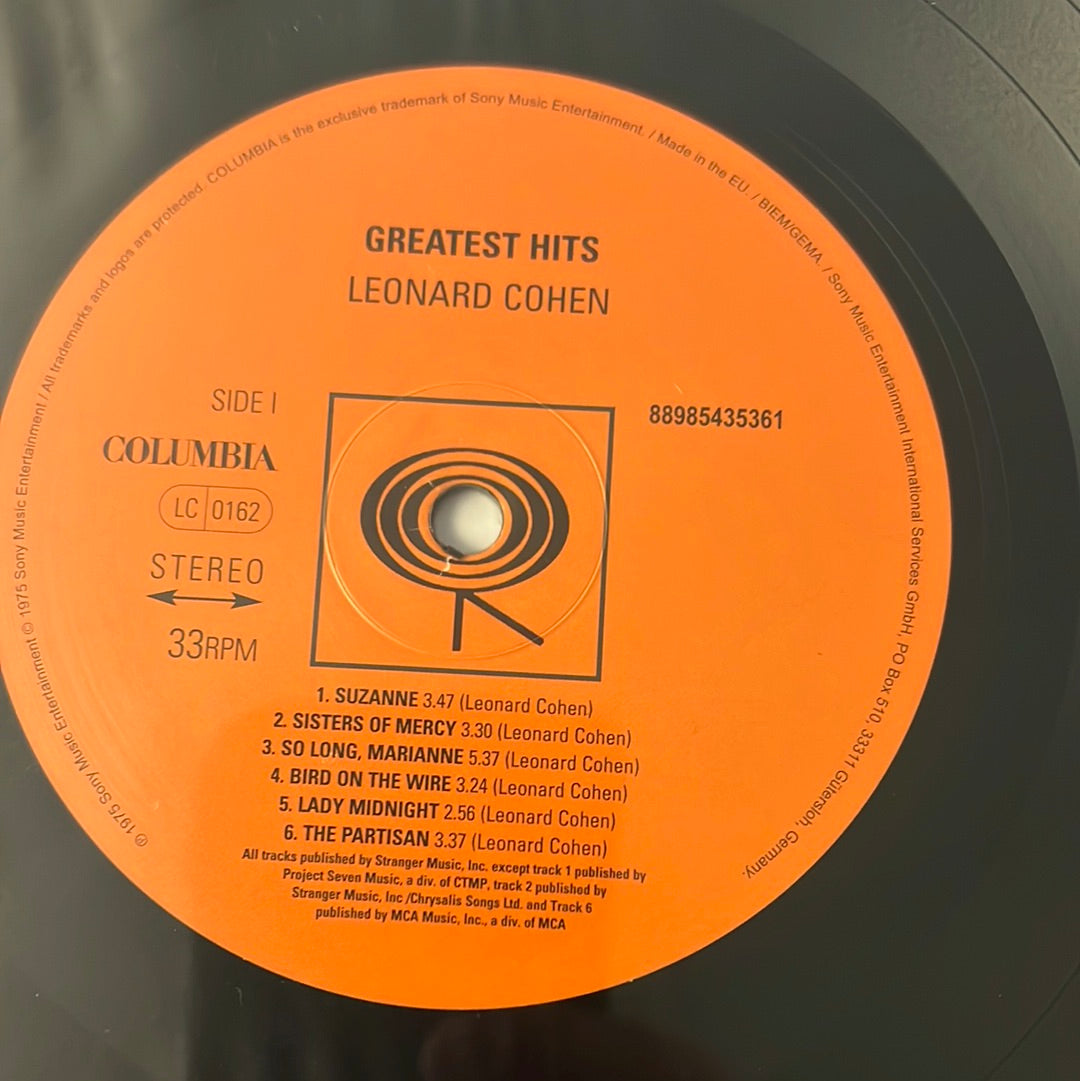 GREATEST HITS
LEONARD COHEN
SIDE I
88985435361
COLUMBIA
LC 0162
STEREO
33RPM
1. SUZANNE 3.47 (Leonard Cohen)
2. SISTERS OF MERCY 3.30 (Leonard Cohen)
3. SO LONG, MARIANNE 5.37 (Leonard Cohen)
4. BIRD ON THE WIRE 3.24 (Leonard Cohen)
5. LADY MIDNIGHT 2.56 (Leonard Cohen)
6. THE PARTISAN 3.37 (Leonard Cohen)
All tracks published by Stranger Music, Inc. except track 1 published by
Project Seven Music, a div. of CTMP, track 2 published by
Stranger Music, Inc /Chrysalis Songs Ltd. and Track 6
published by MCA Music, Inc., a div. of MCA
℗ 1975 Sony Music Entertainment © 1975 Sony Music Entertainment / All trademarks and logos are protected. COLUMBIA is the exclusive trademark of Sony Music Entertainment. / Made in the EU. / BIEM/GEMA. / Sony Music Entertainment International Services GmbH, PO Box 510, 33311 Gütersloh, Germany.